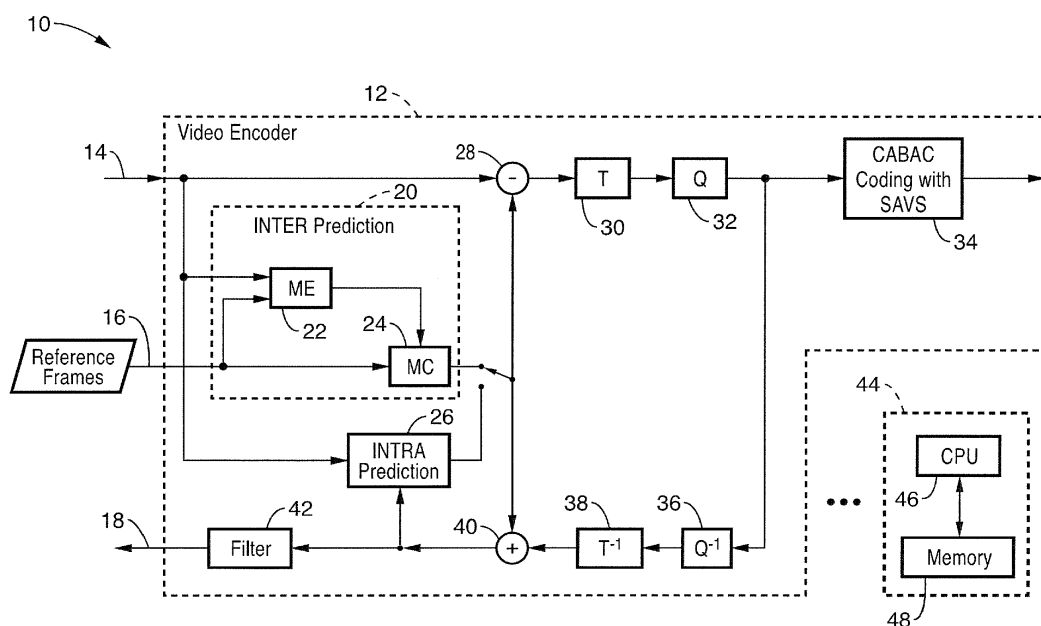 10
12
Video Encoder
14
28
-
T
30
Q
32
CABAC
Coding with
SAVS
34
20
INTER Prediction
ME
22
24
MC
16
Reference
Frames
26
INTRA
Prediction
44
CPU
46
Memory
48
•••
18
42
Filter
40
+
38
T-1
36
Q-1